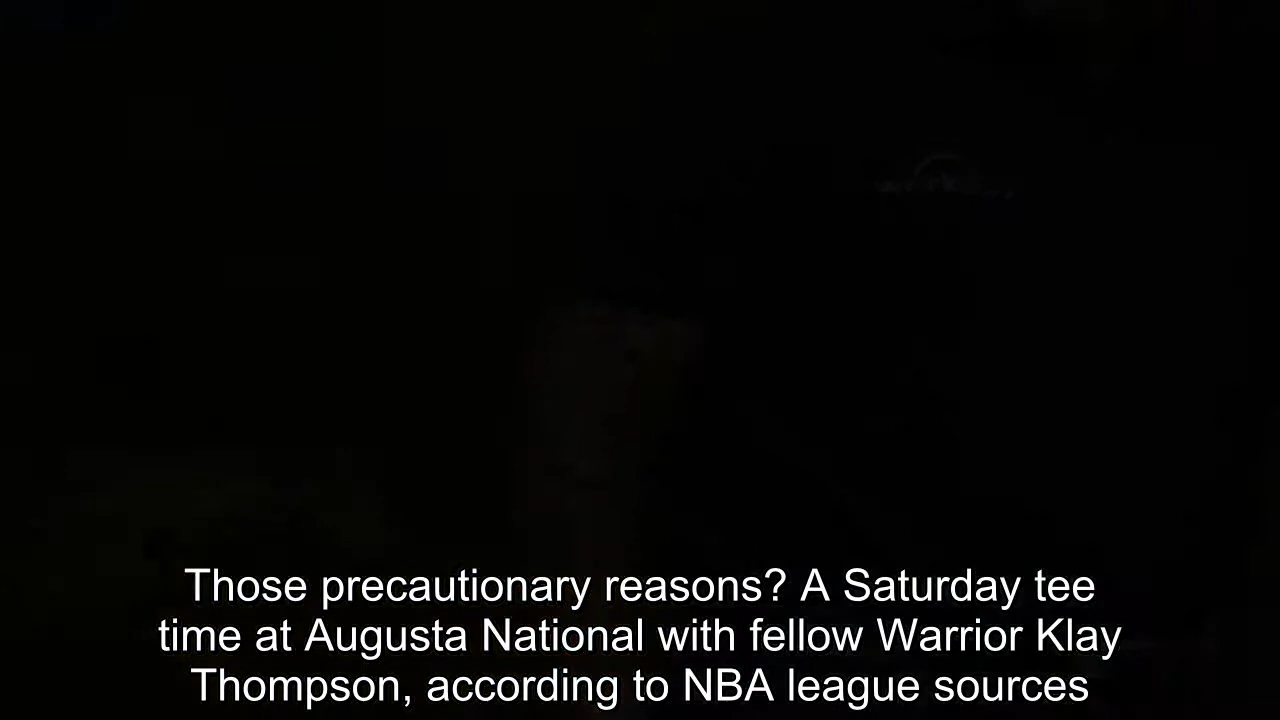 Those precautionary reasons? A Saturday tee
time at Augusta National with fellow Warrior Klay
Thompson, according to NBA league sources